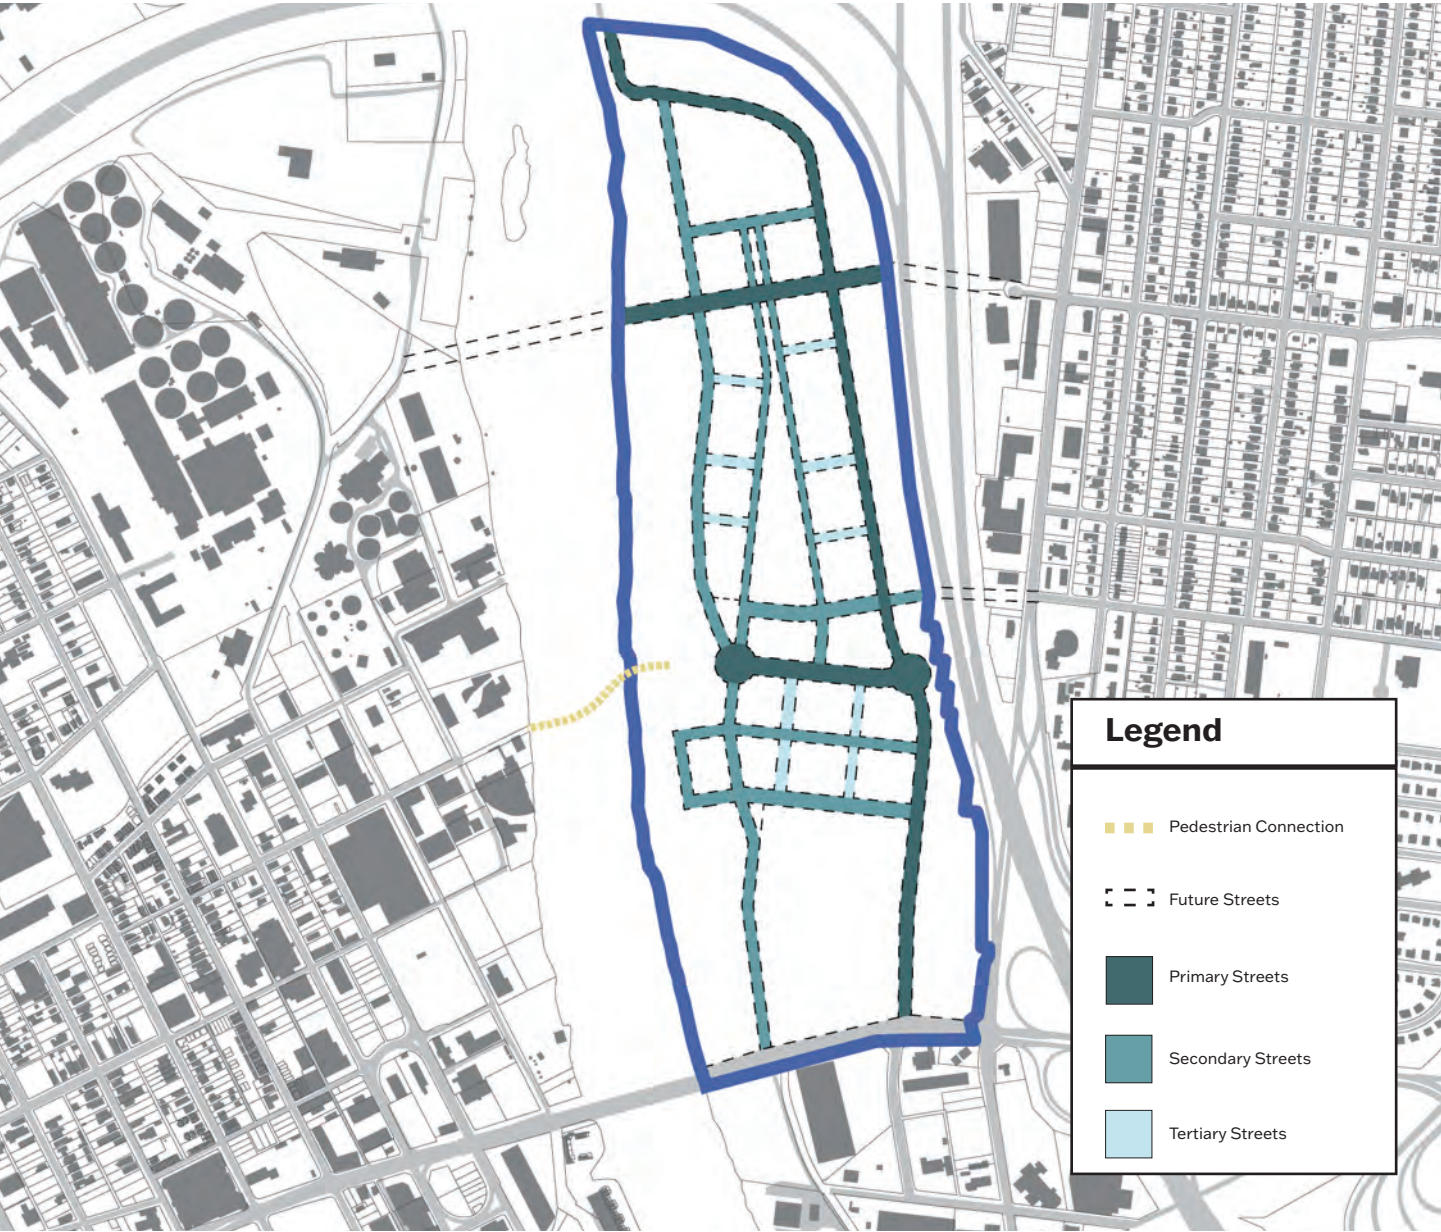 Legend
Pedestrian Connection
Future Streets
Primary Streets
Secondary Streets
Tertiary Streets